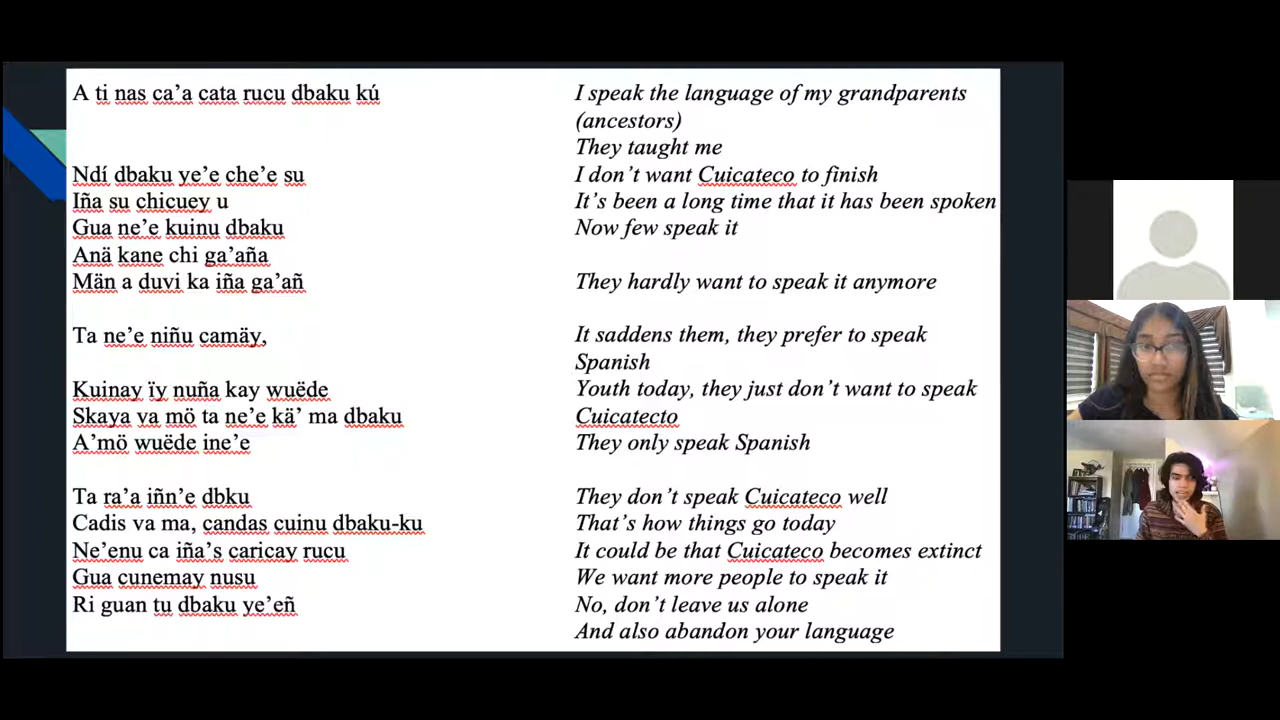 A ti nas ca’a cata rucu dbaku kú
Ndí dbaku ye’e che’e su
Iña su chicuey u
Gua ne’e kuinu dbaku
Anä kane chi ga’aña
Män a duvi ka iña ga’añ
Ta ne’e niñu camäy,
Kuinay ïy nuña kay wuëde
Skaya va mö ta ne’e kä’ ma dbaku
A’mö wuëde ine’e
Ta ra’a iñn’e dbku
Cadis va ma, candas cuinu dbaku-ku
Ne’enu ca iña’s caricay rucu
Gua cunemay nusu
Ri guan tu dbaku ye’eñ
I speak the language of my grandparents
(ancestors)
They taught me
I don’t want Cuicateco to finish
It’s been a long time that it has been spoken
Now few speak it
They hardly want to speak it anymore
It saddens them, they prefer to speak
Spanish
Youth today, they just don’t want to speak
Cuicatecto
They only speak Spanish
They don’t speak Cuicateco well
That’s how things go today
It could be that Cuicateco becomes extinct
We want more people to speak it
No, don’t leave us alone
And also abandon your language